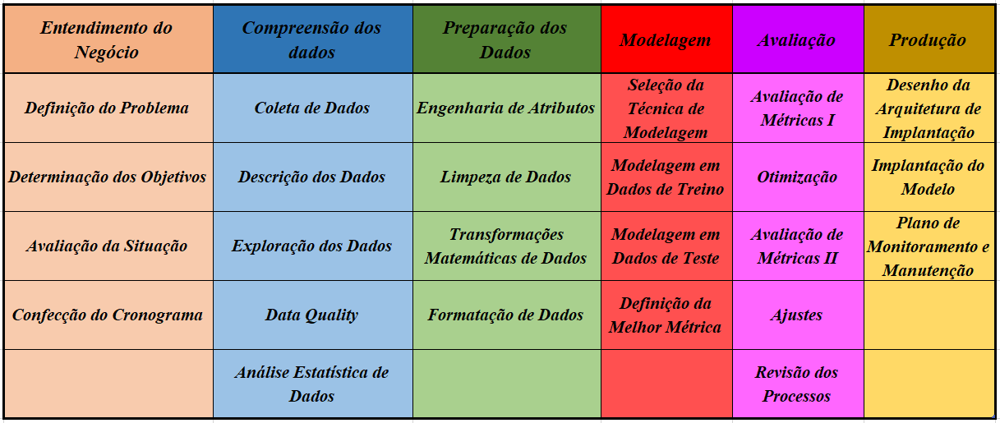 Entendimento do
Negócio
Compreensão dos
dados
Preparação dos
Dados
Modelagem
Avaliação
Produção
Definição do Problema
Coleta de Dados
Engenharia de Atributos
Seleção da
Técnica de
Modelagem
Avaliação de
Métricas I
Desenho da
Arquitetura de
Implantação
Determinação dos Objetivos
Descrição dos Dados
Limpeza de Dados
Modelagem em
Dados de Treino
Otimização
Implantação do
Modelo
Avaliação da Situação
Exploração dos Dados
Transformações
Matemáticas de Dados
Modelagem em
Dados de Teste
Avaliação de
Métricas II
Plano de
Monitoramento e
Manutenção
Confecção do Cronograma
Data Quality
Formatação de Dados
Definição da
Melhor Métrica
Ajustes
Análise Estatística de
Dados
Revisão dos
Processos